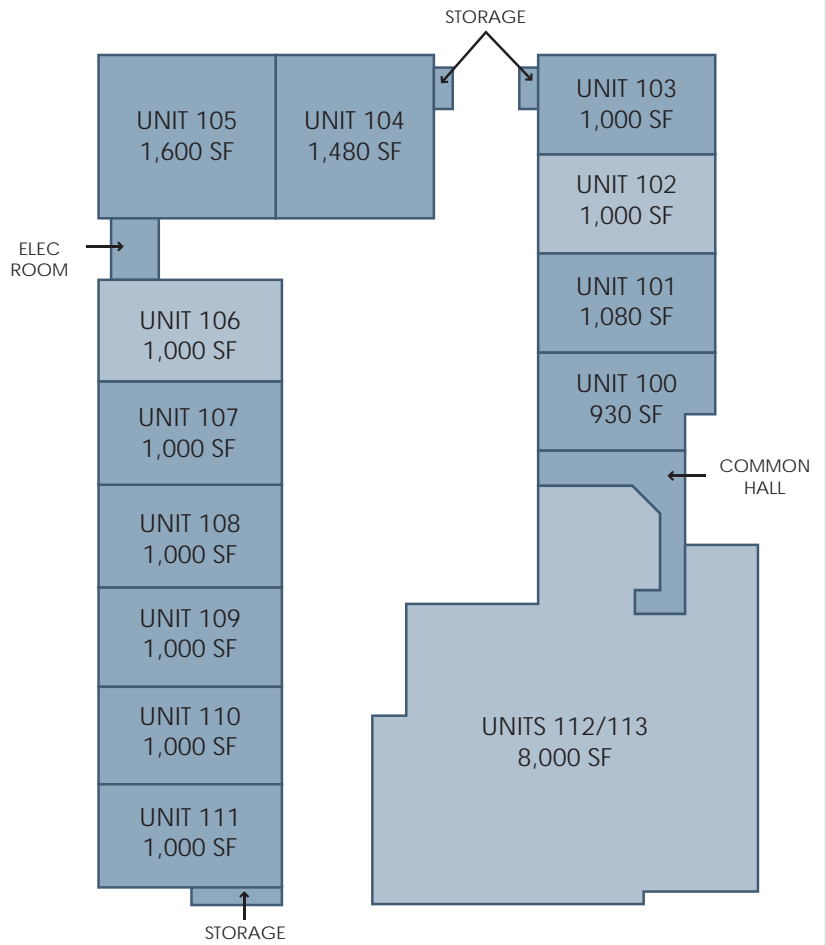 STORAGE
UNIT 105
1,600 SF
UNIT 104
1,480 SF
UNIT 103
1,000 SF
UNIT 102
1,000 SF
ELEC
ROOM
UNIT 101
1,080 SF
UNIT 106
1,000 SF
UNIT 100
930 SF
UNIT 107
1,000 SF
COMMON
HALL
UNIT 108
1,000 SF
UNIT 109
1,000 SF
UNIT 110
1,000 SF
UNITS 112/113
8,000 SF
UNIT 111
1,000 SF
STORAGE